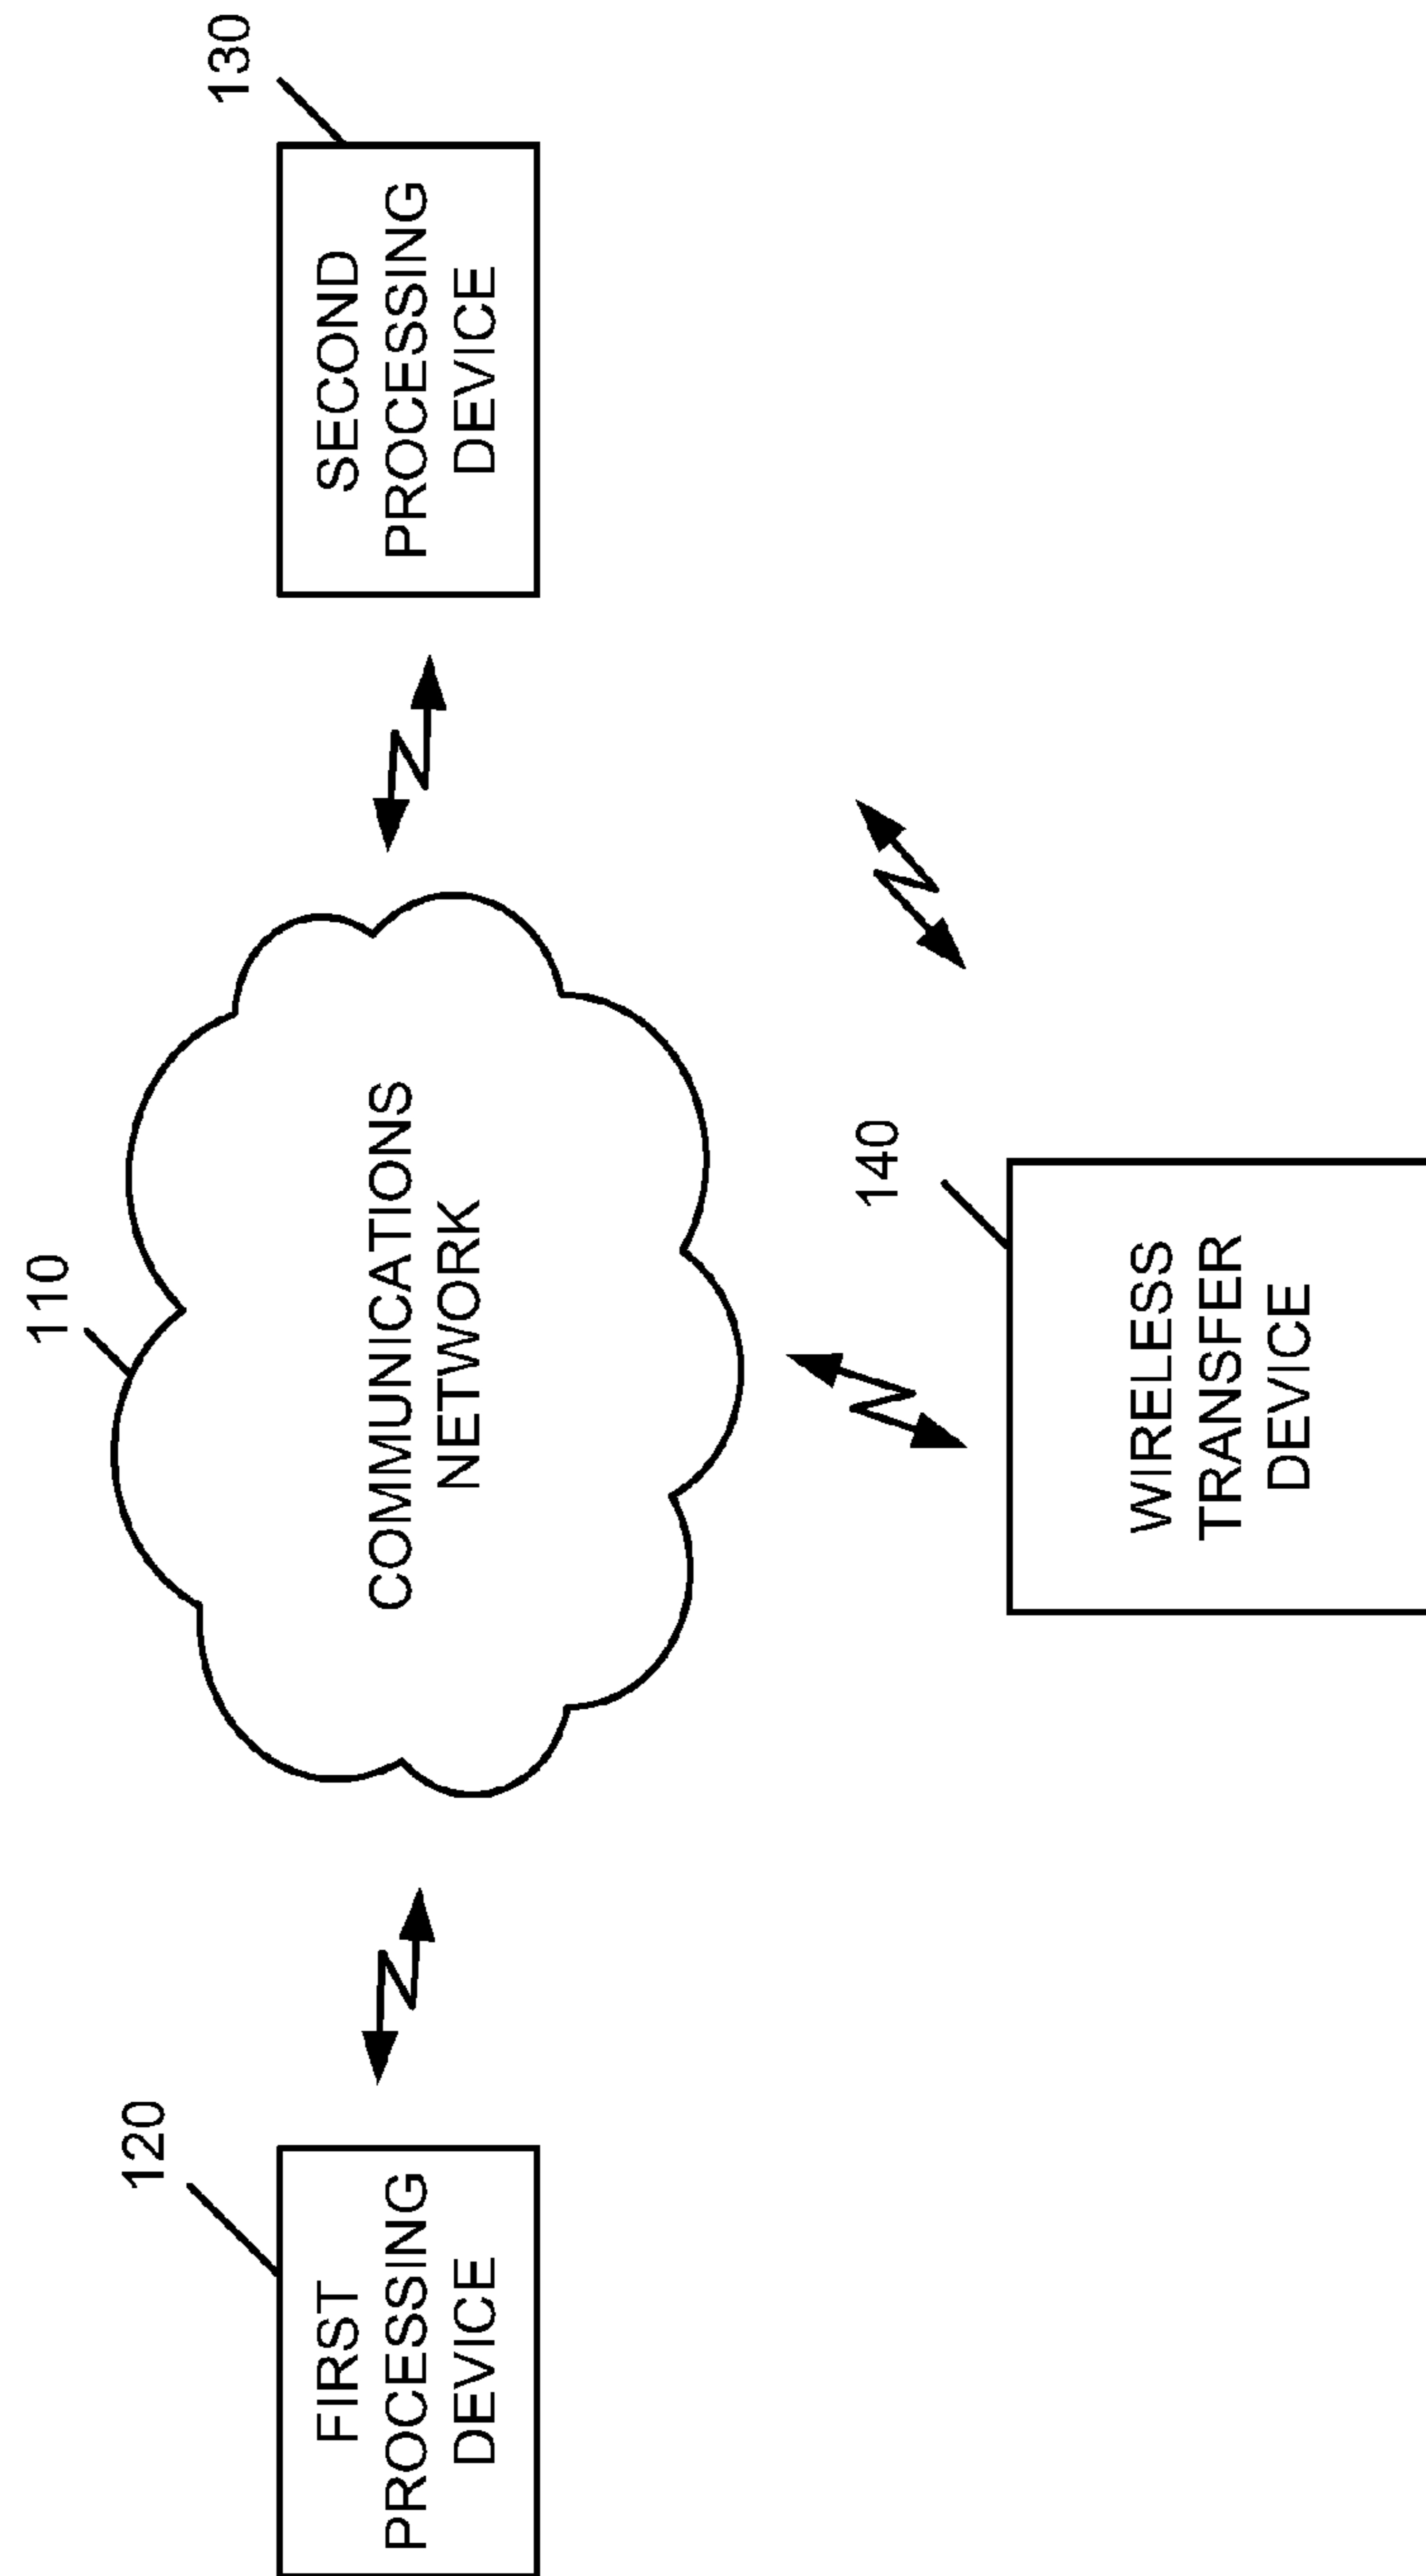 110
COMMUNICATIONS
NETWORK
120
FIRST
PROCESSING
DEVICE
130
SECOND
PROCESSING
DEVICE
140
WIRELESS
TRANSFER
DEVICE